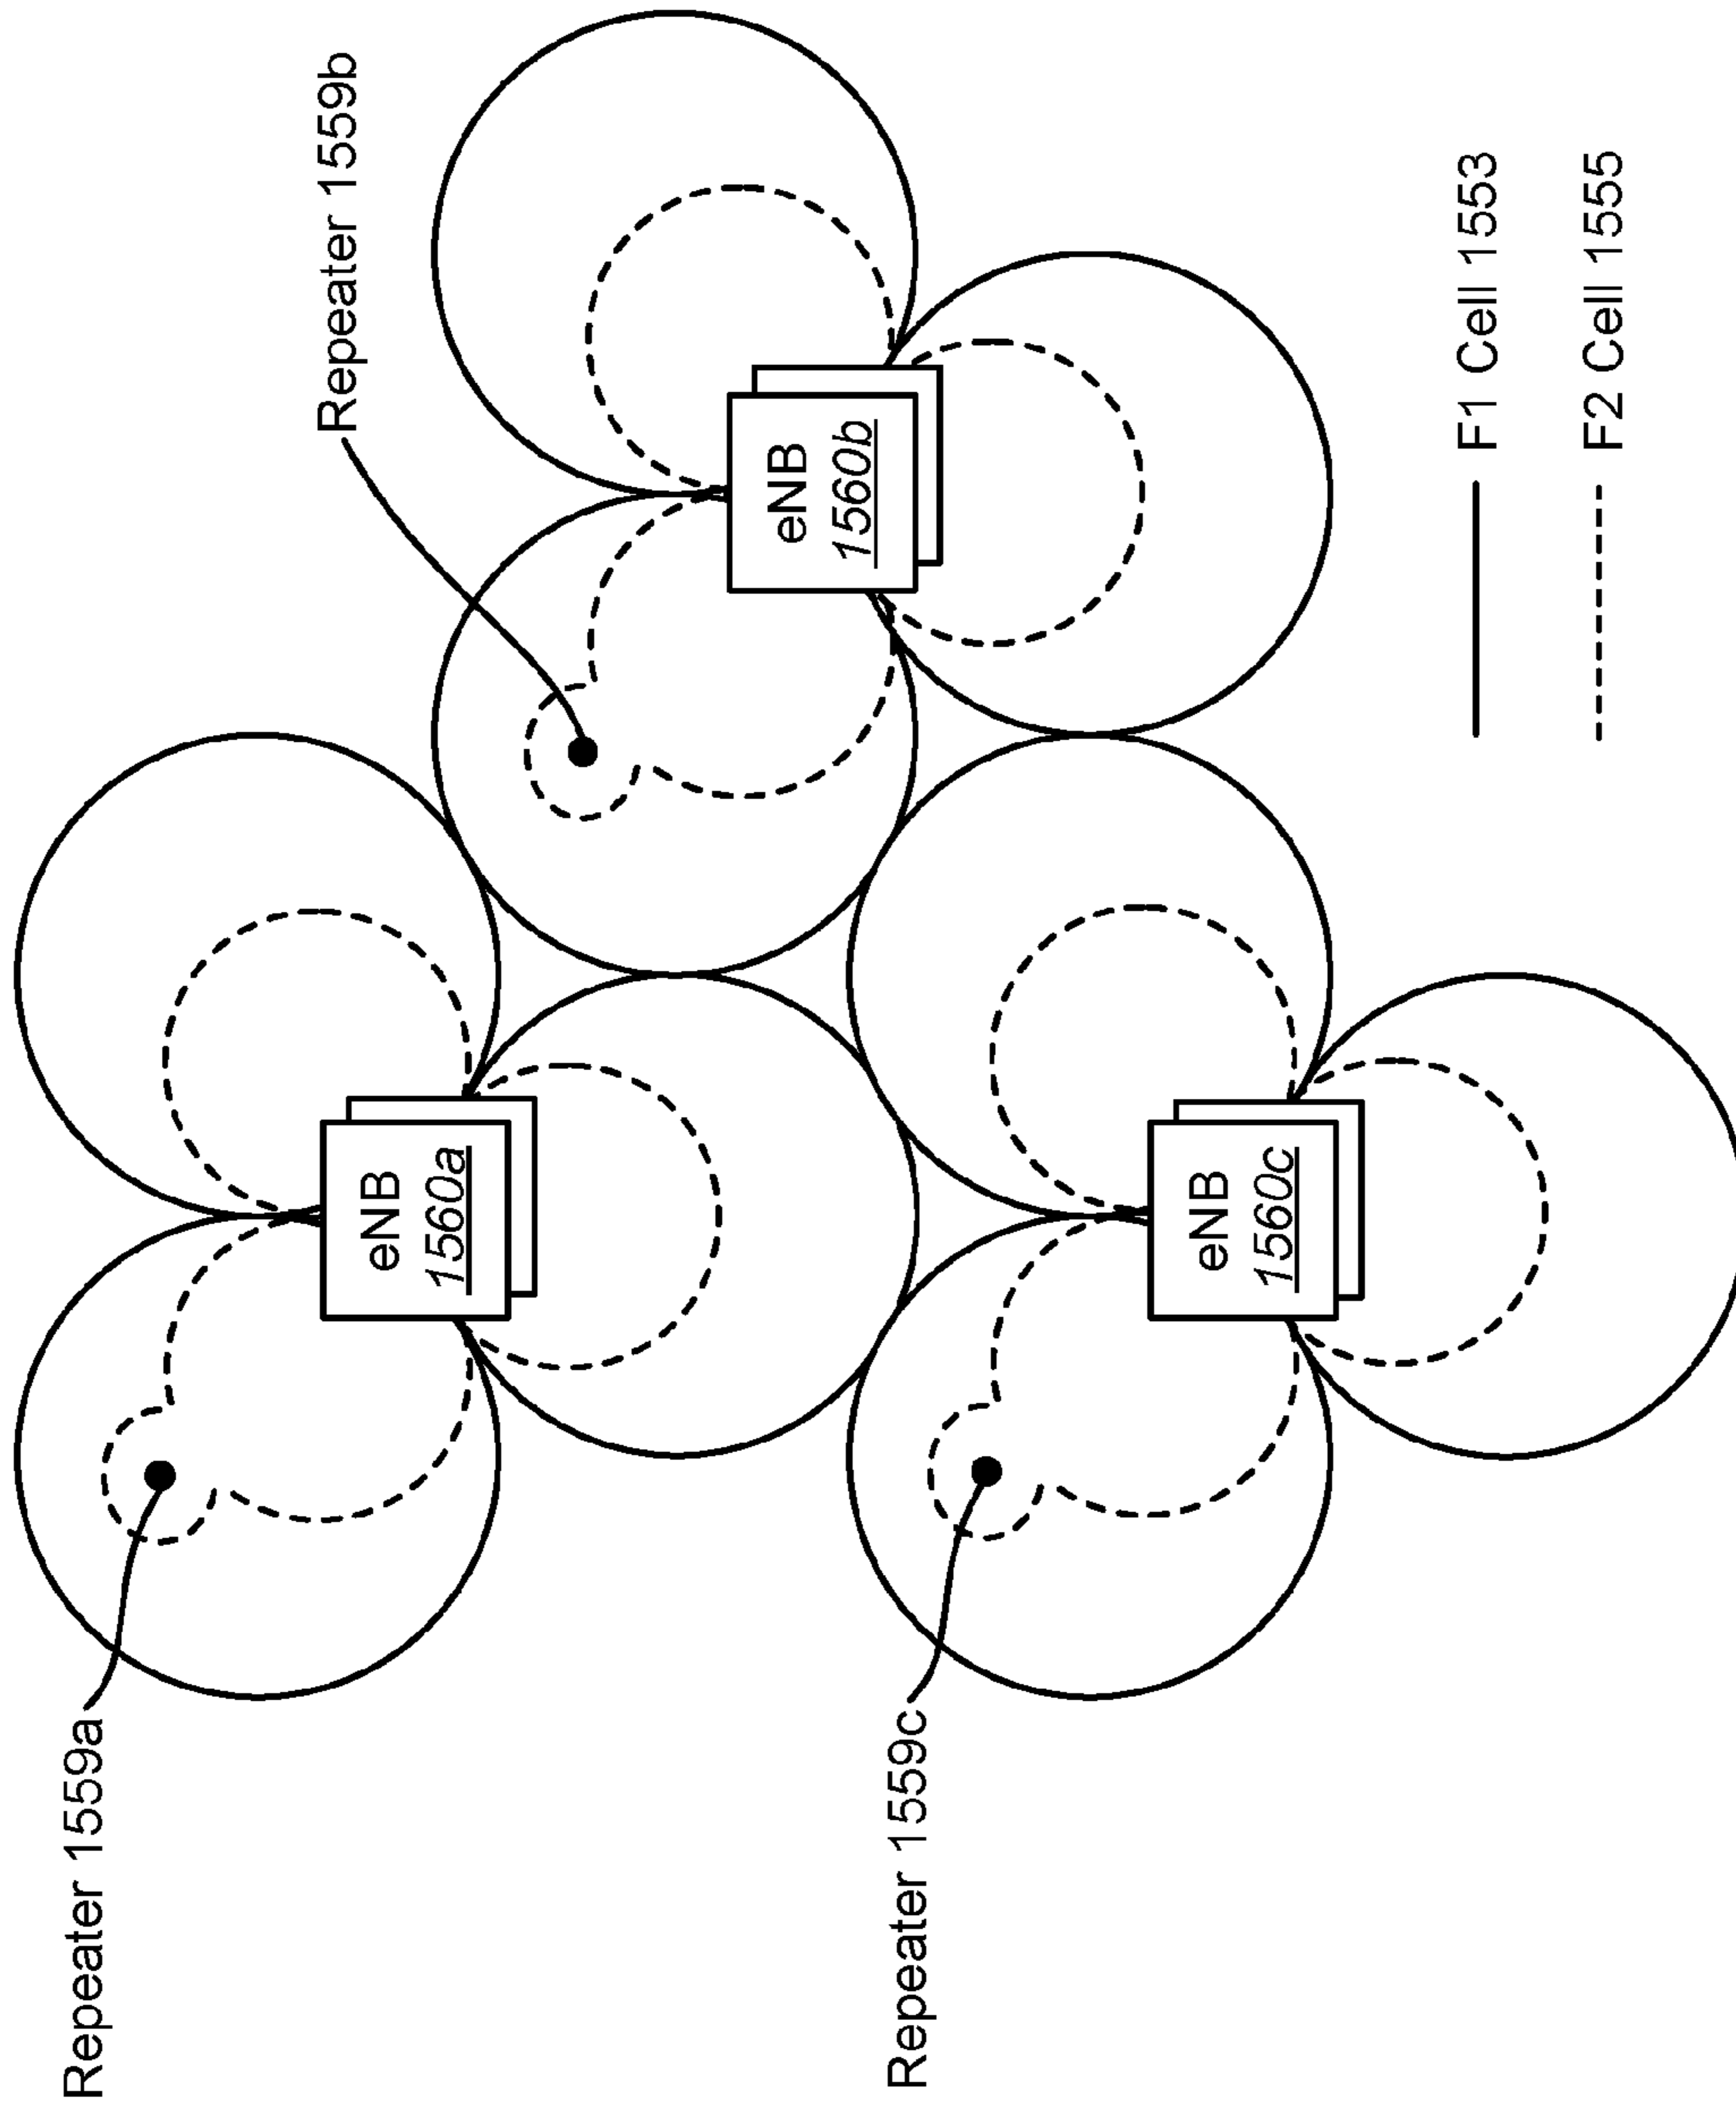 Repeater 1559a
Repeater 1559b
eNB
1560a
eNB
1560b
Repeater 1559c
eNB
1560c
F1 Cell 1553
F2 Cell 1555